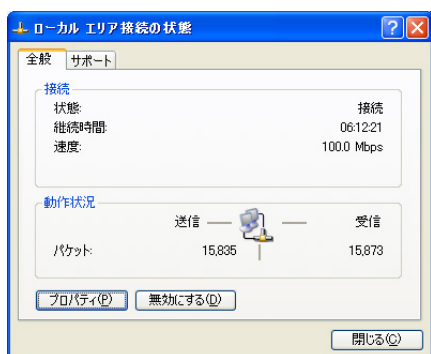 ローカル エリア接続の状態
全般 サポート
接続
状態: 接続
継続時間: 06:12:21
速度: 100.0 Mbps
動作状況
送信 受信
パケット: 15,835 15,873
プロパティ(P) 無効にする(D)
閉じる(C)